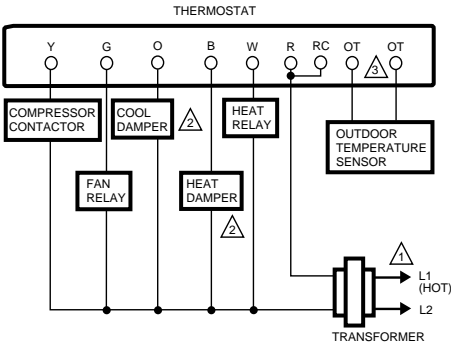 THERMOSTAT
Y G O B W R RC OT OT
3
COMPRESSOR
CONTACTOR
COOL
DAMPER
2
HEAT
RELAY
OUTDOOR
TEMPERATURE
SENSOR
FAN
RELAY
HEAT
DAMPER
2
1
L1
(HOT)
L2
TRANSFORMER